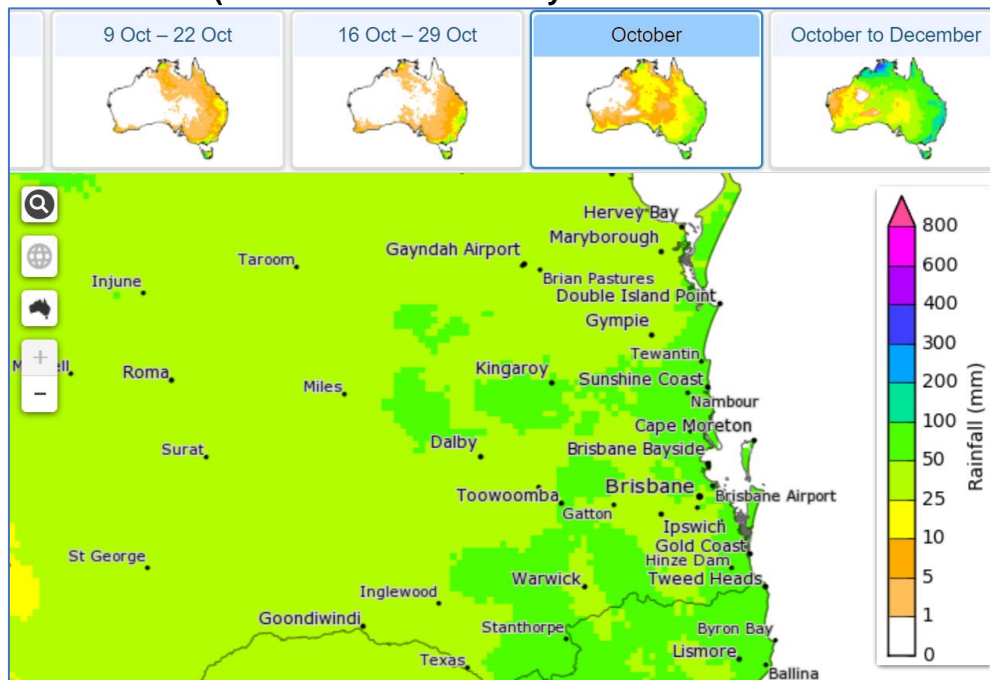 9 Oct – 22 Oct
16 Oct – 29 Oct
October
October to December
Hervey Bay
Maryborough
Gayndah Airport
Taroom
Brian Pastures
Injune
Double Island Point
Gympie
Tewantin
Roma
Kingaroy
Sunshine Coast
Miles
Nambour
Cape Moreton
Dalby
Surat
Brisbane Bayside
Brisbane
Toowoomba
Brisbane Airport
Gatton
Ipswich
Gold Coast
St George
Hinze Dam
Warwick
Tweed Heads
Inglewood
Goondiwindi
Stanthorpe
Byron Bay
Texas
Lismore
Ballina
800
600
400
300
200
100
50
25
10
5
1
0
Rainfall (mm)
+
−